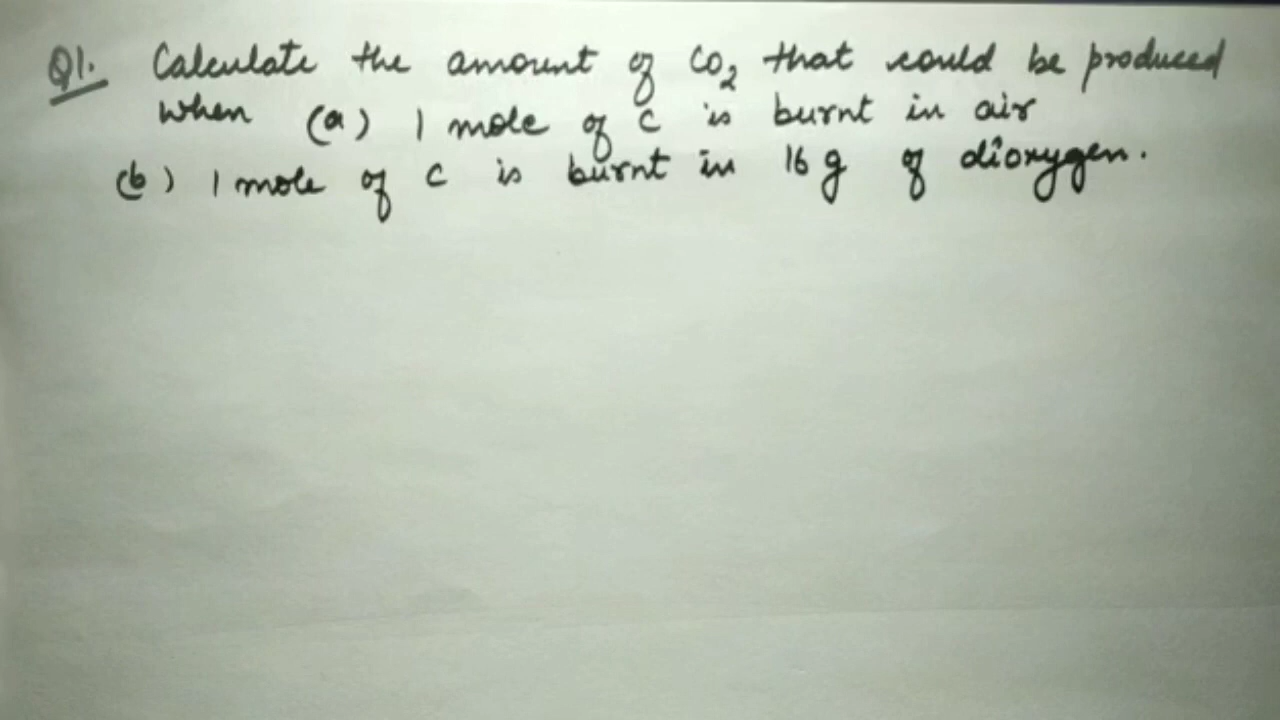 Q1. Calculate the amount of CO2 that could be produced
when (a) 1 mole of C is burnt in air
(b) 1 mole of C is burnt in 16 g of dioxygen.